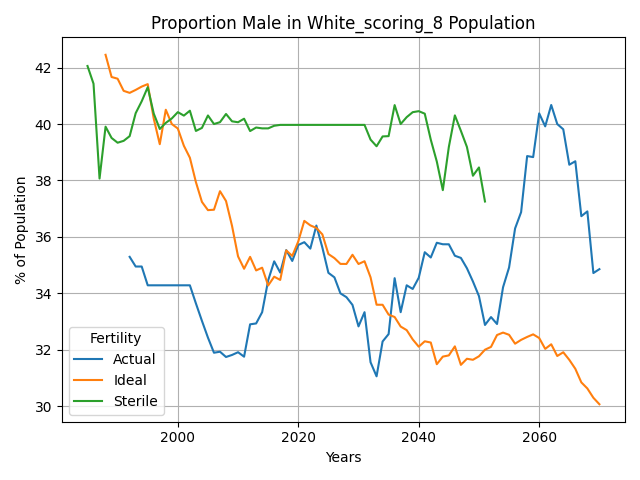 Proportion Male in White_scoring_8 Population
% of Population
42
40
38
36
34
32
30
Fertility
Actual
Ideal
Sterile
2000 2020 2040 2060
Years